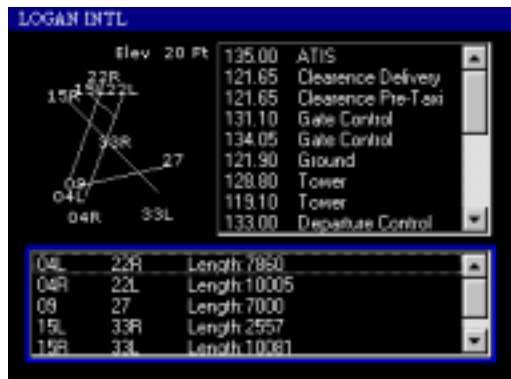 LOGAN INTL
Elev 20 Ft
22R
15L 22L
15R
33R
27
09
04L
04R 33L
135.00 ATIS
121.65 Clearence Delivery
121.65 Clearence Pre-Taxi
131.10 Gate Control
134.05 Gate Control
121.90 Ground
128.80 Tower
119.10 Tower
133.00 Departure Control
04L 22R Length:7860
04R 22L Length:10005
09 27 Length:7000
15L 33R Length:2557
15R 33L Length:10081